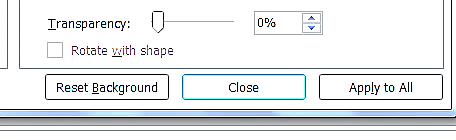 Transparency: 0%
Rotate with shape
Reset Background Close Apply to All